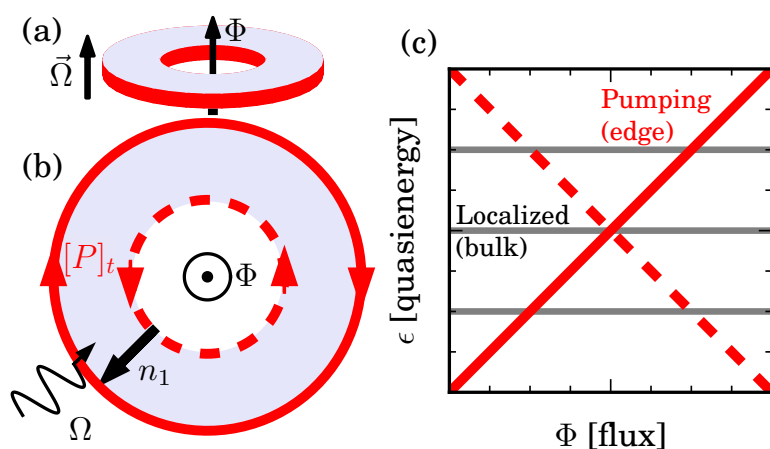 (a)
Φ
Ω⃗
(b)
[P]ₜ
Φ
n₁
Ω
(c)
Pumping
(edge)
Localized
(bulk)
ϵ [quasienergy]
Φ [flux]